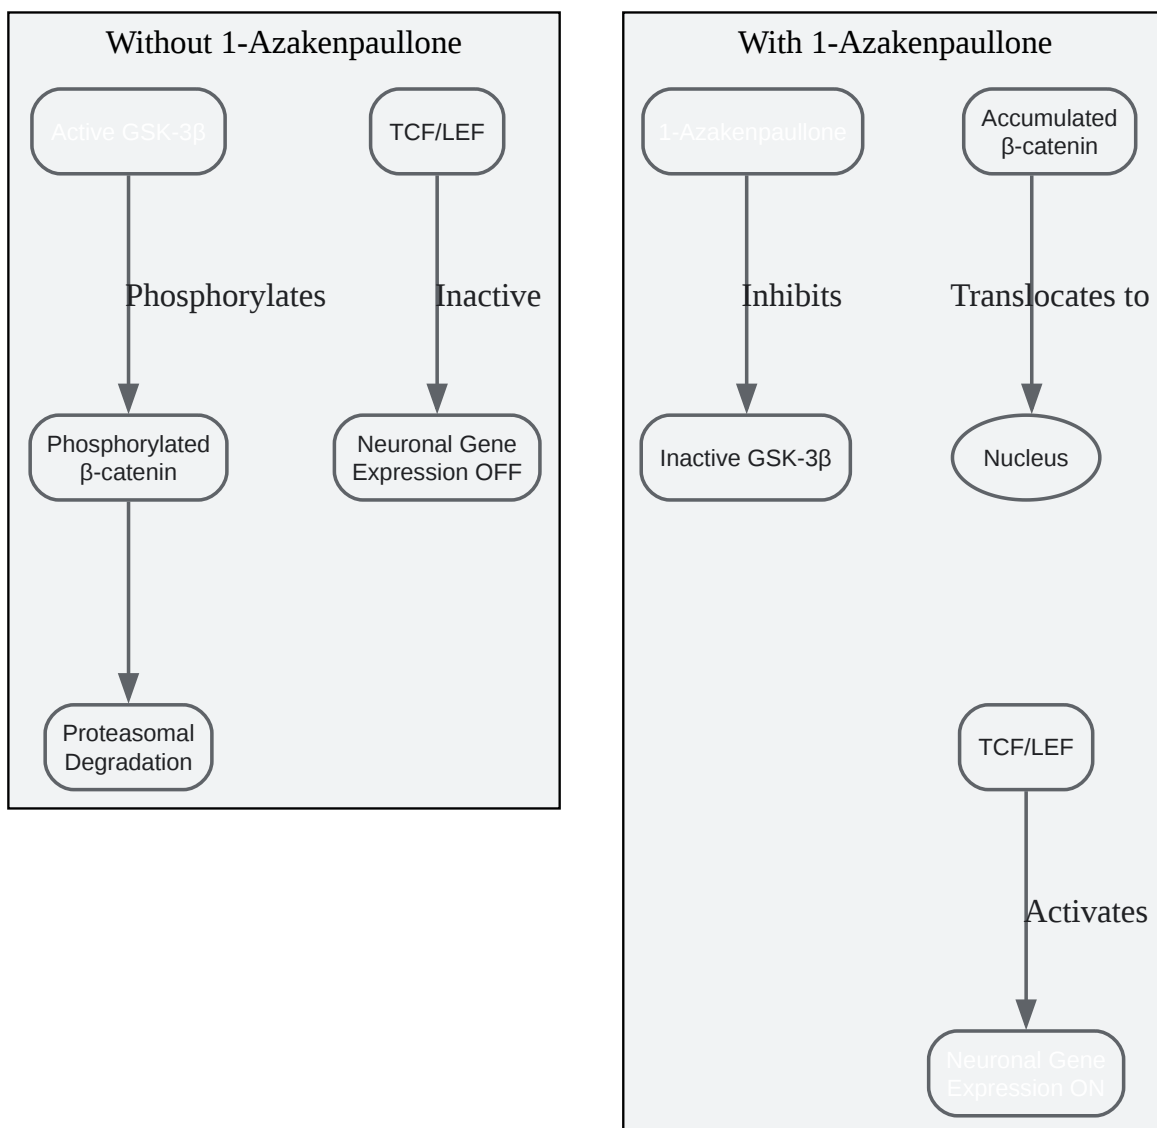 Without 1-Azakenpaullone
Active GSK-3β
TCF/LEF
Phosphorylates
Inactive
Phosphorylated
β-catenin
Neuronal Gene
Expression OFF
Proteasomal
Degradation
With 1-Azakenpaullone
1-Azakenpaullone
Accumulated
β-catenin
Inhibits
Translocates to
Inactive GSK-3β
Nucleus
TCF/LEF
Activates
Neuronal Gene
Expression ON